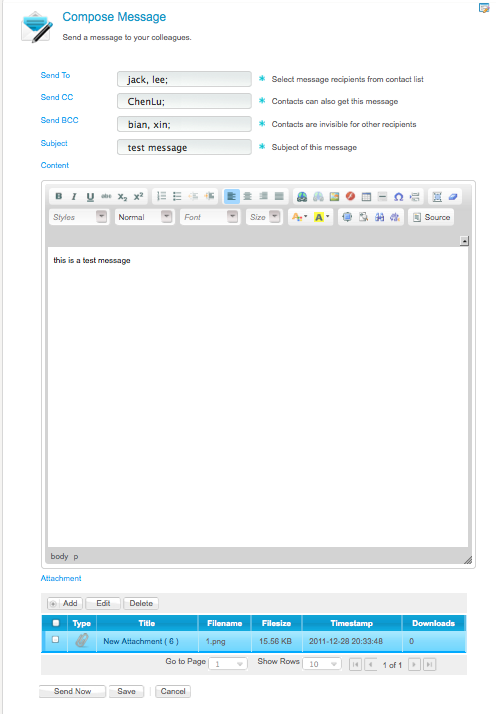 Compose Message
Send a message to your colleagues.
Send To jack, lee; * Select message recipients from contact list
Send CC ChenLu; * Contacts can also get this message
Send BCC bian, xin; * Contacts are invisible for other recipients
Subject test message * Subject of this message
Content
B I U abc X₂ X²
Styles Normal Font Size A A Source
this is a test message
body p
Attachment
Add Edit Delete
Type Title Filename Filesize Timestamp Downloads
New Attachment ( 6 ) 1.png 15.56 KB 2011-12-28 20:33:48 0
Go to Page 1 Show Rows 10 1 of 1
Send Now Save Cancel